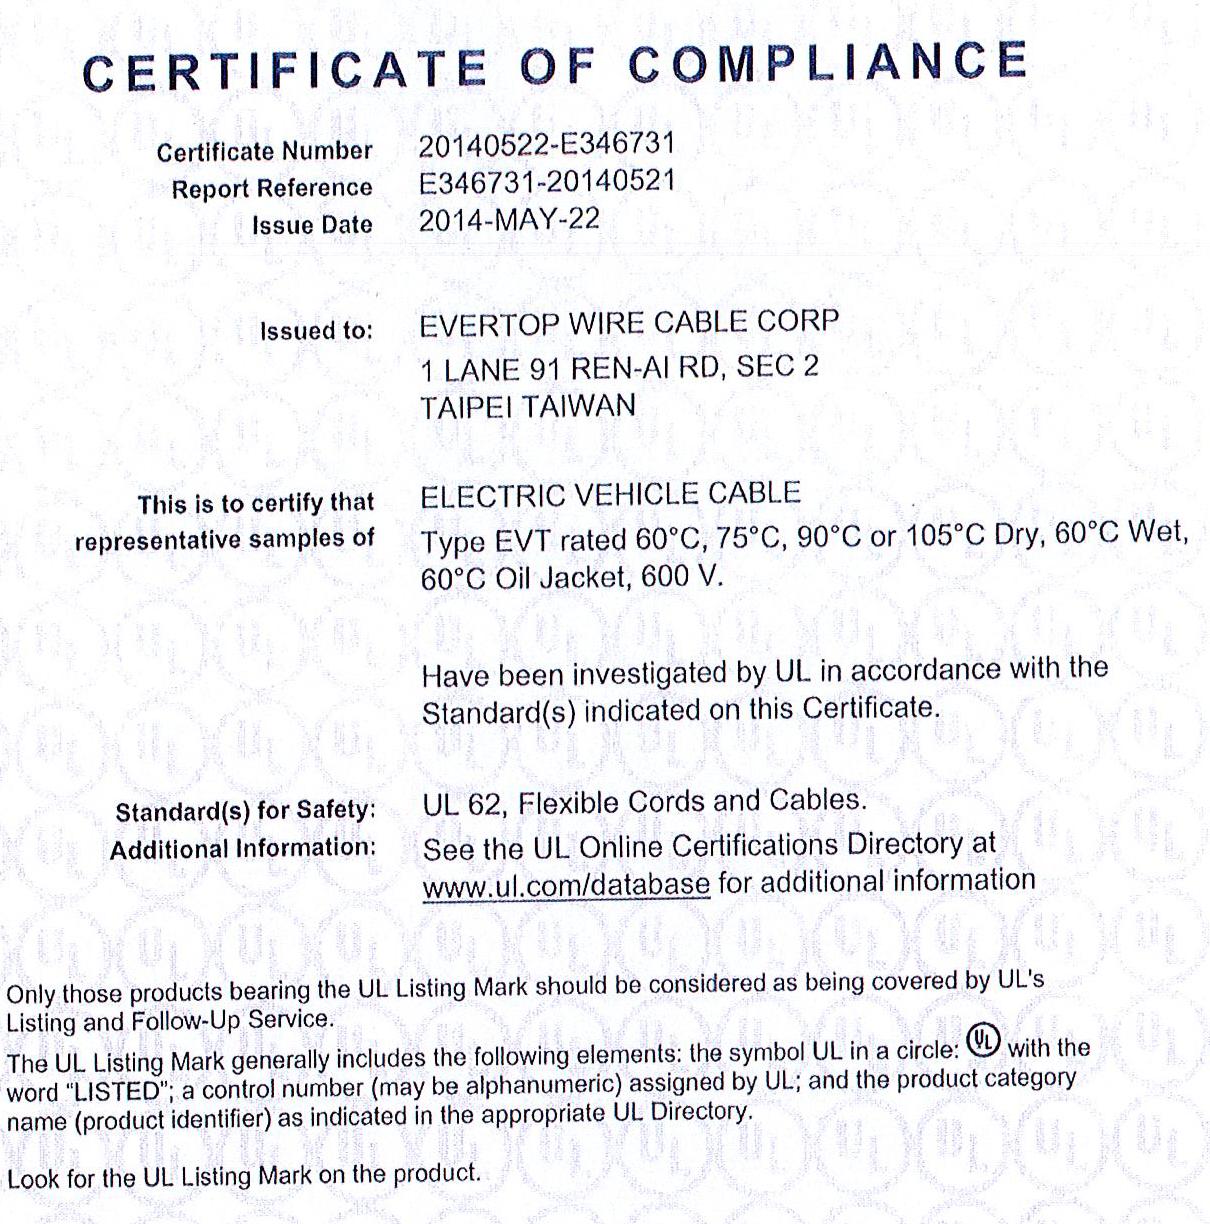 CERTIFICATE OF COMPLIANCE
Certificate Number 20140522-E346731
Report Reference E346731-20140521
Issue Date 2014-MAY-22
Issued to: EVERTOP WIRE CABLE CORP
1 LANE 91 REN-AI RD, SEC 2
TAIPEI TAIWAN
This is to certify that ELECTRIC VEHICLE CABLE
representative samples of Type EVT rated 60°C, 75°C, 90°C or 105°C Dry, 60°C Wet,
60°C Oil Jacket, 600 V.
Have been investigated by UL in accordance with the
Standard(s) indicated on this Certificate.
Standard(s) for Safety: UL 62, Flexible Cords and Cables.
Additional Information: See the UL Online Certifications Directory at
www.ul.com/database for additional information
Only those products bearing the UL Listing Mark should be considered as being covered by UL's
Listing and Follow-Up Service.
The UL Listing Mark generally includes the following elements: the symbol UL in a circle: UL with the
word "LISTED"; a control number (may be alphanumeric) assigned by UL; and the product category
name (product identifier) as indicated in the appropriate UL Directory.
Look for the UL Listing Mark on the product.